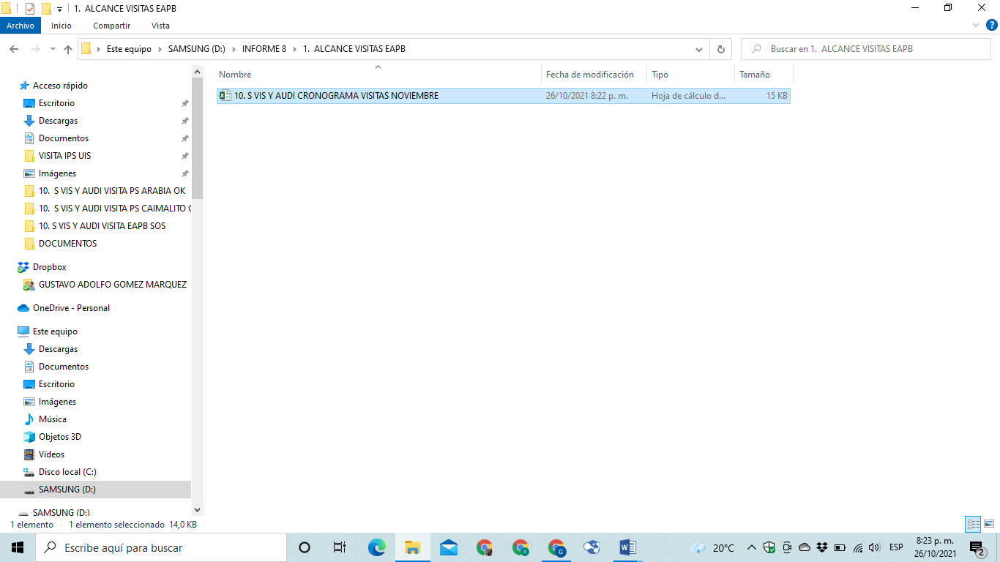 1. ALCANCE VISITAS EAPB
Archivo Inicio Compartir Vista
Este equipo SAMSUNG (D:) INFORME 8 1. ALCANCE VISITAS EAPB
Buscar en 1. ALCANCE VISITAS EAPB
Nombre Fecha de modificación Tipo Tamaño
10. S VIS Y AUDI CRONOGRAMA VISITAS NOVIEMBRE 26/10/2021 8:22 p. m. Hoja de cálculo d... 15 KB
Acceso rápido
Escritorio
Descargas
Documentos
VISITA IPS UIS
Imágenes
10. S VIS Y AUDI VISITA PS ARABIA OK
10. S VIS Y AUDI VISITA PS CAIMALITO
10. S VIS Y AUDI VISITA EAPB SOS
DOCUMENTOS
Dropbox
GUSTAVO ADOLFO GOMEZ MARQUEZ
OneDrive - Personal
Este equipo
Descargas
Documentos
Escritorio
Imágenes
Música
Objetos 3D
Vídeos
Disco local (C:)
SAMSUNG (D:)
SAMSUNG (D:)
1 elemento 1 elemento seleccionado 14,0 KB
Escribe aquí para buscar
20°C
ESP
8:23 p. m.
26/10/2021
2